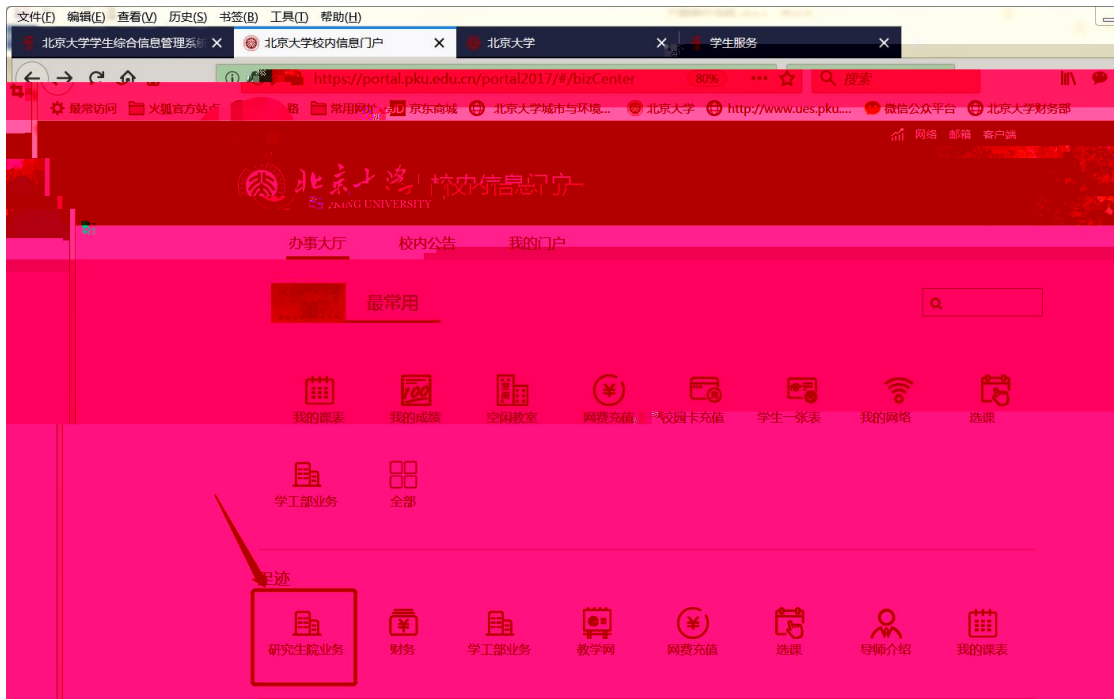 文件(F) 编辑(E) 查看(V) 历史(S) 书签(B) 工具(T) 帮助(H)
北京大学学生综合信息管理系统 北京大学校内信息门户 北京大学 学生服务
https://portal.pku.edu.cn/portal2017/#/bizCenter 80% 搜索
最常访问 火狐官方站点 常用网址 京东商城 北京大学城市与环境... 北京大学 http://www.ues.pku.... 微信公众平台 北京大学财务部
网络 邮箱 客户端
北京大学 校内信息门户
UNIVERSITY
办事大厅 校内公告 我的门户
最常用
我的课表 我的成绩 空闲教室 网费充值 校园卡充值 学生一张表 我的网络 选课
学工部业务 全部
足迹
研究生院业务 财务 学工部业务 教学网 网费充值 选课 导师介绍 我的课表